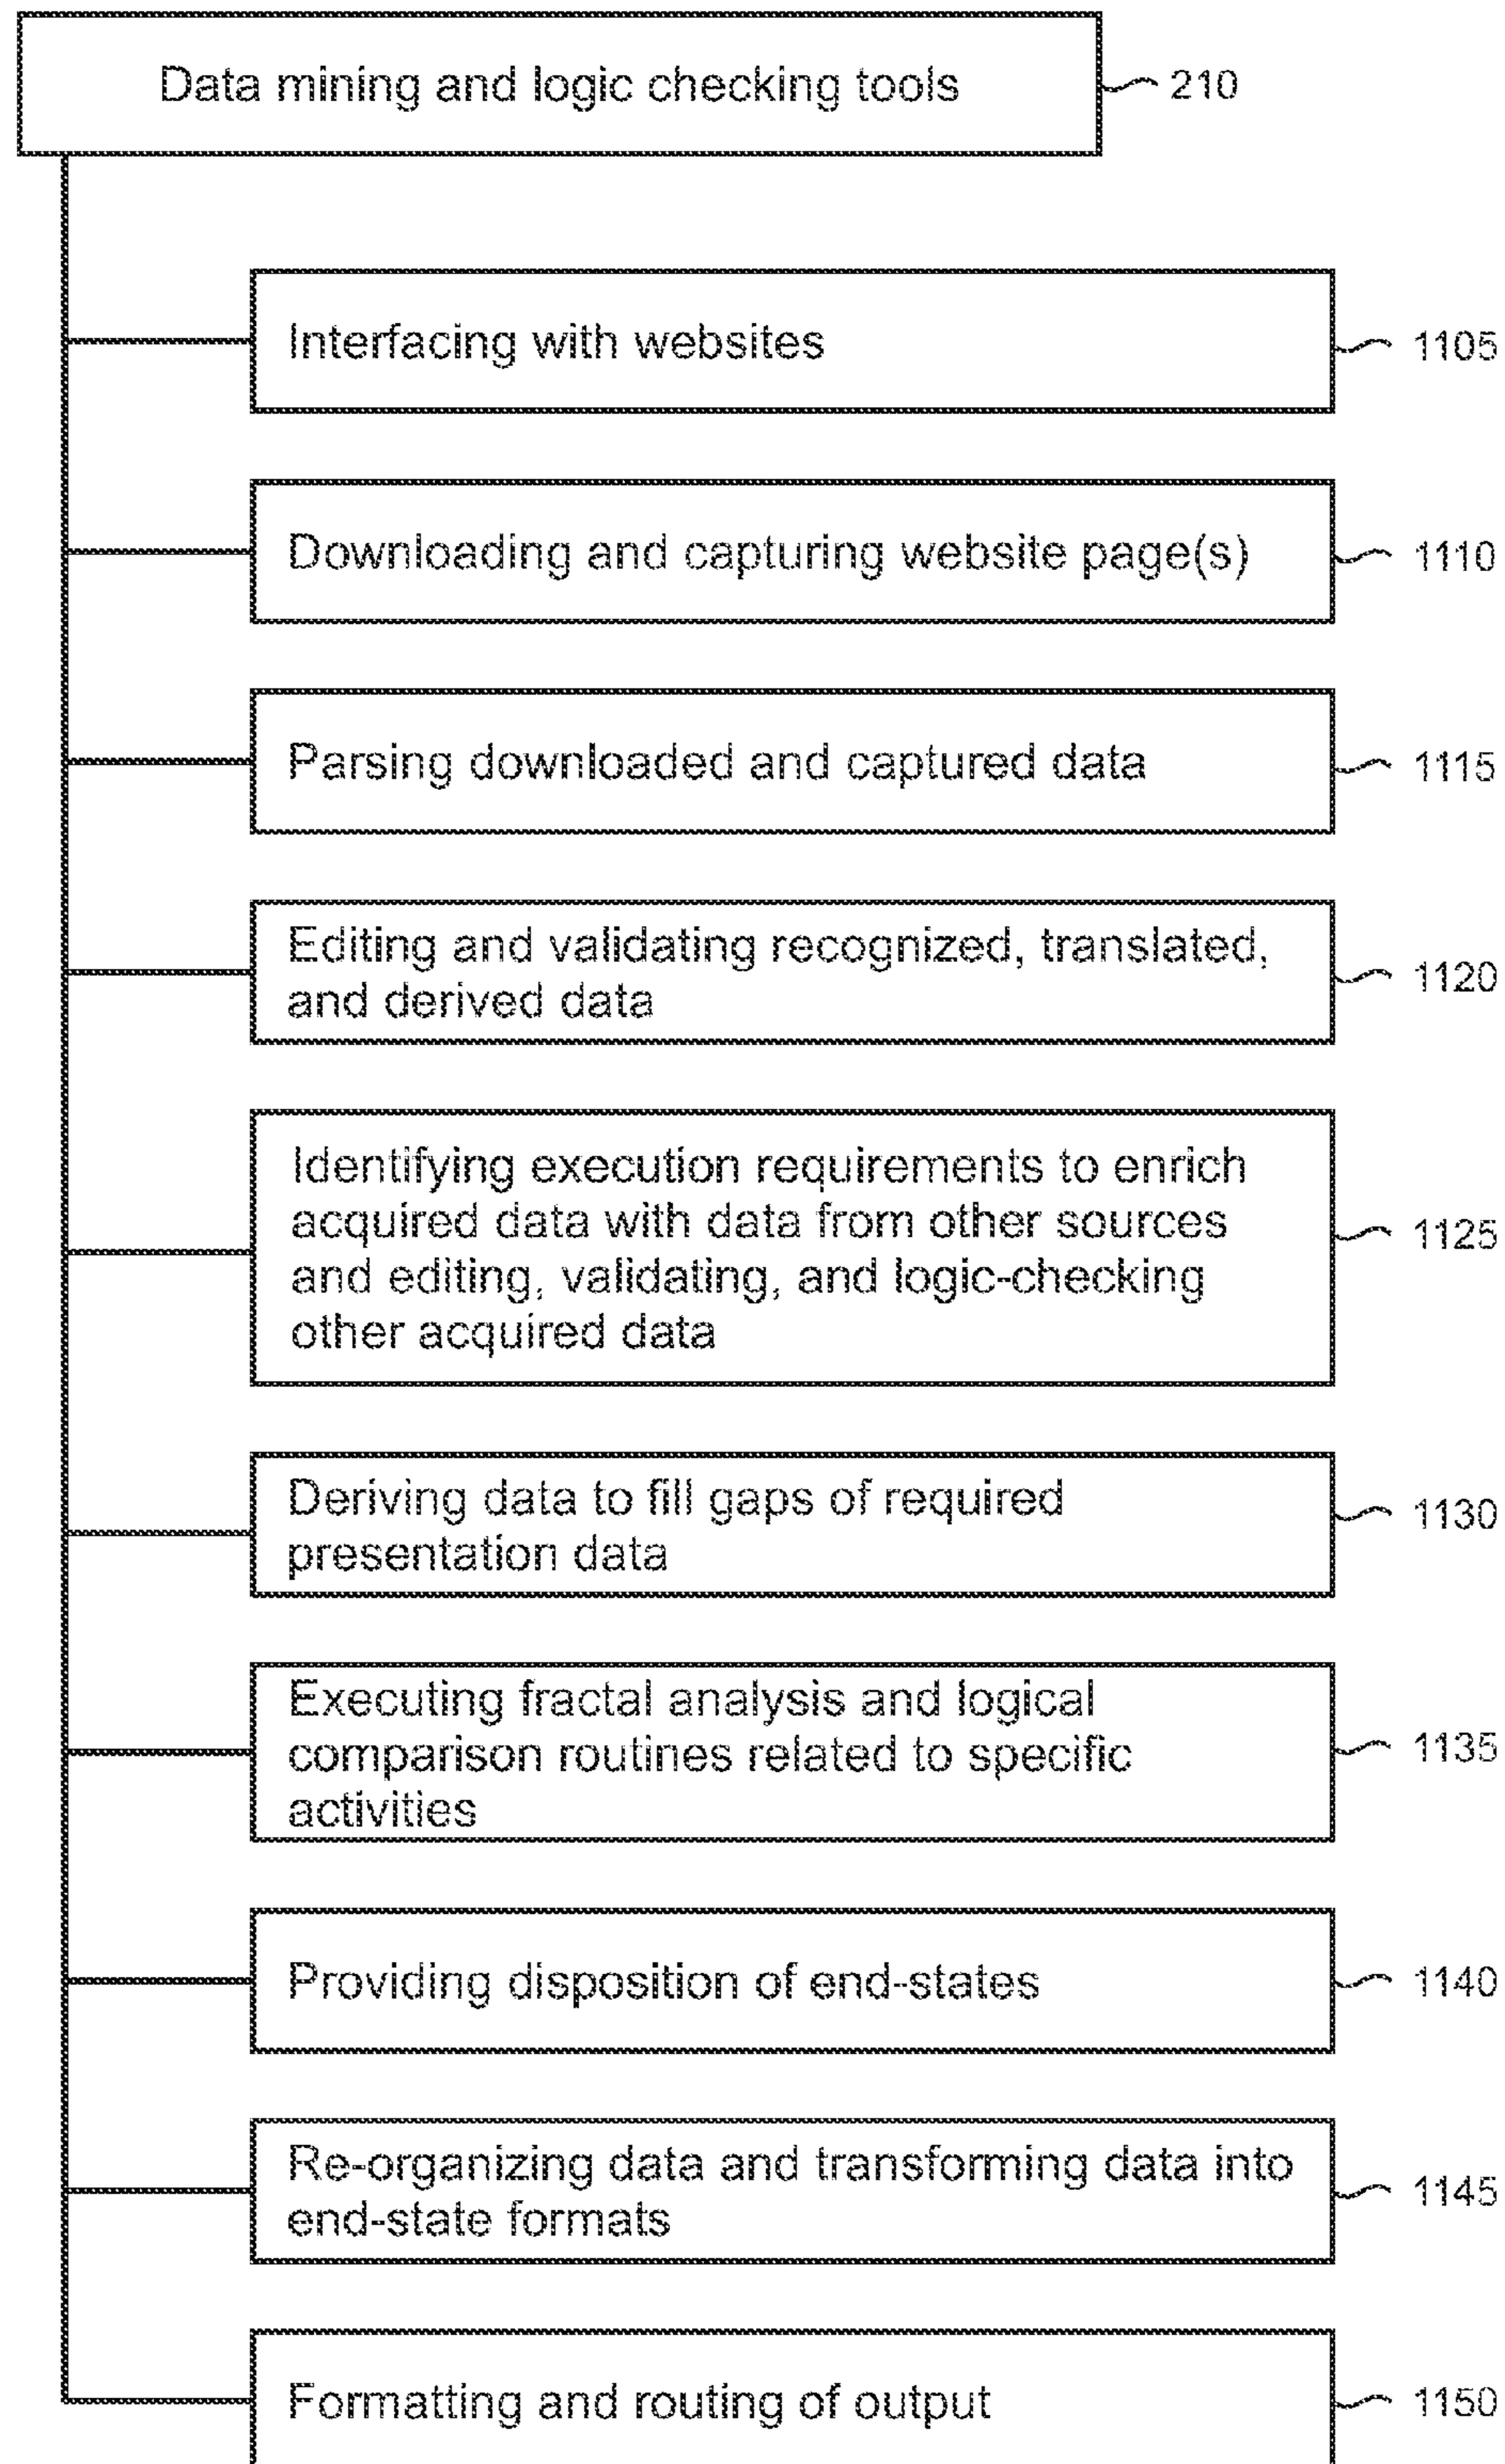 Data mining and logic checking tools
210
Interfacing with websites
1105
Downloading and capturing website page(s)
1110
Parsing downloaded and captured data
1115
Editing and validating recognized, translated,
and derived data
1120
Identifying execution requirements to enrich
acquired data with data from other sources
and editing, validating, and logic-checking
other acquired data
1125
Deriving data to fill gaps of required
presentation data
1130
Executing fractal analysis and logical
comparison routines related to specific
activities
1135
Providing disposition of end-states
1140
Re-organizing data and transforming data into
end-state formats
1145
Formatting and routing of output
1150